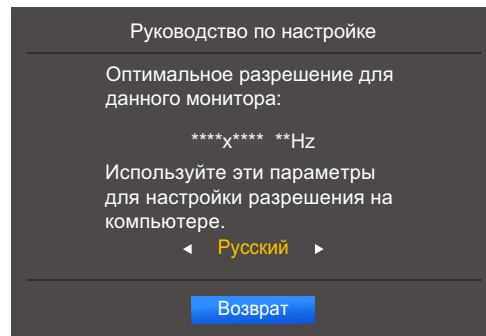 Руководство по настройке
Оптимальное разрешение для
данного монитора:
****x**** **Hz
Используйте эти параметры
для настройки разрешения на
компьютере.
Русский
Возврат